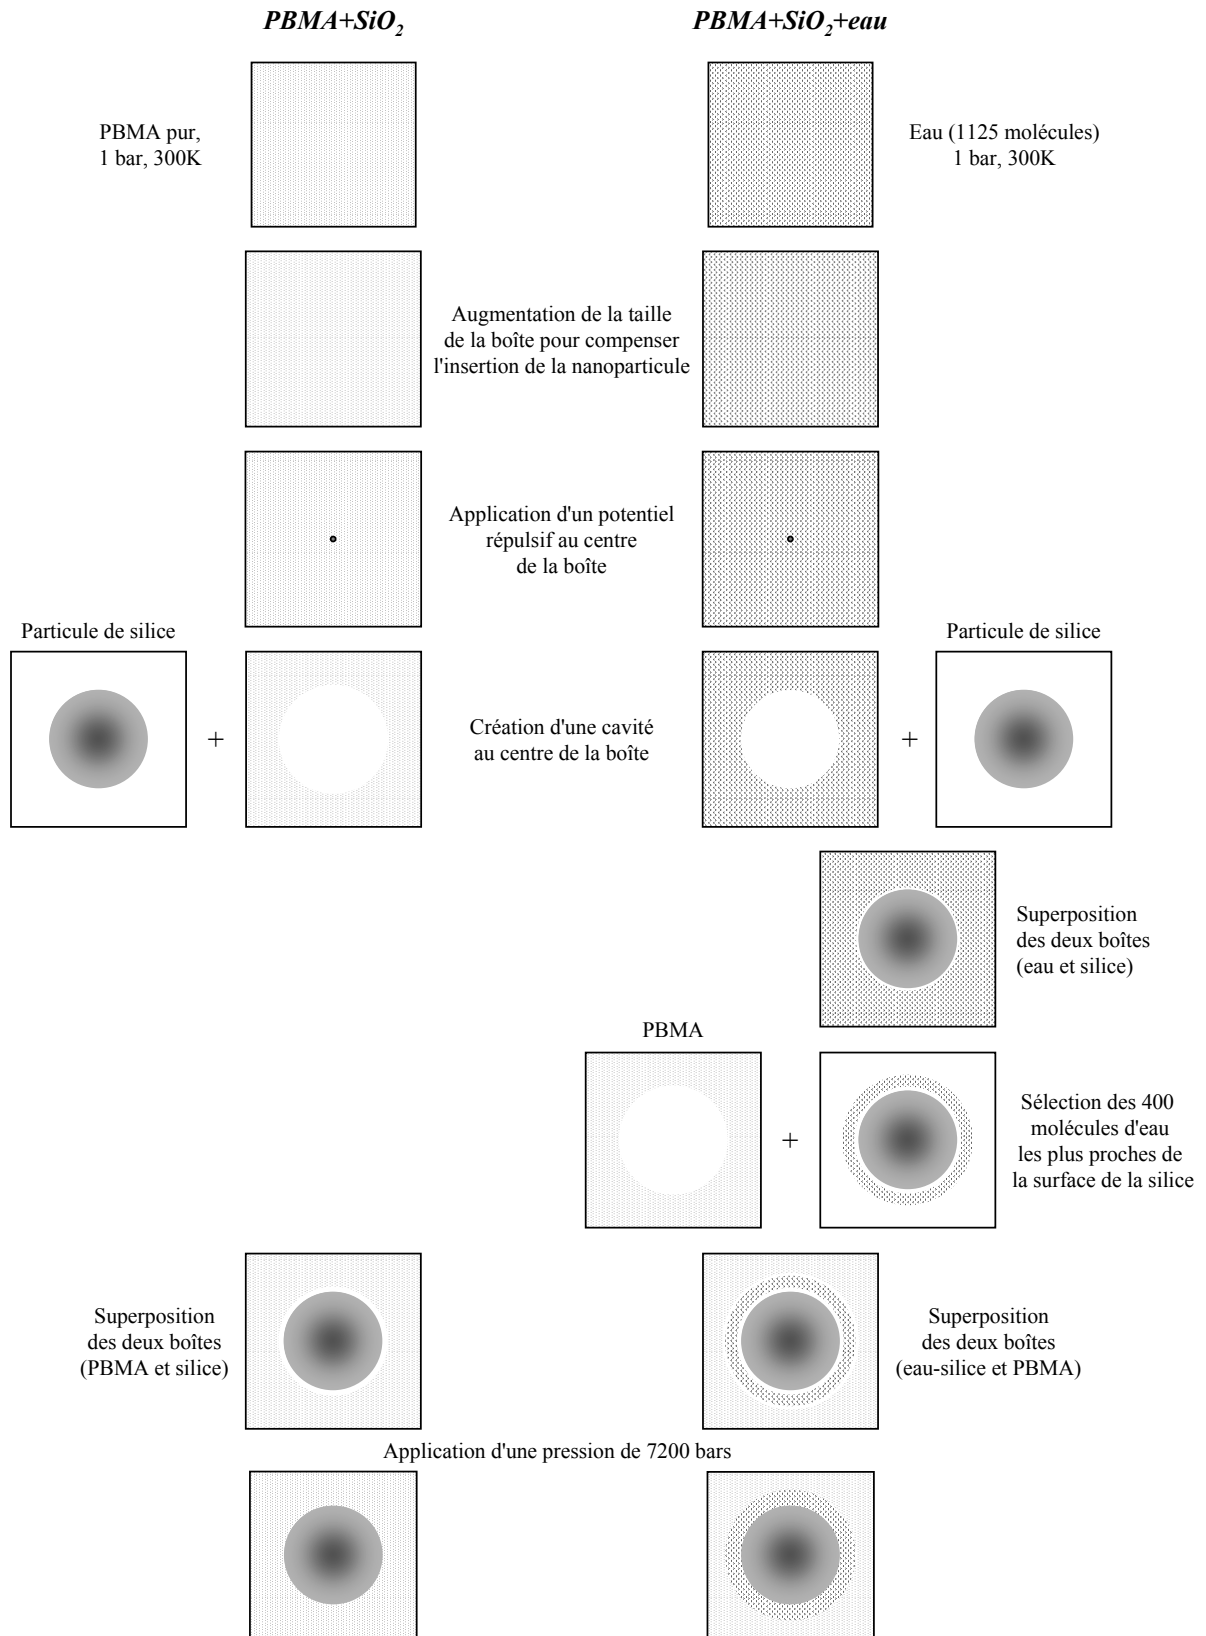 PBMA+SiO2
PBMA+SiO2+eau
PBMA pur,
1 bar, 300K
Eau (1125 molécules)
1 bar, 300K
Augmentation de la taille
de la boîte pour compenser
l'insertion de la nanoparticule
Application d'un potentiel
répulsif au centre
de la boîte
Particule de silice
Particule de silice
+
Création d'une cavité
au centre de la boîte
+
Superposition
des deux boîtes
(eau et silice)
PBMA
+
Sélection des 400
molécules d'eau
les plus proches de
la surface de la silice
Superposition
des deux boîtes
(PBMA et silice)
Superposition
des deux boîtes
(eau-silice et PBMA)
Application d'une pression de 7200 bars